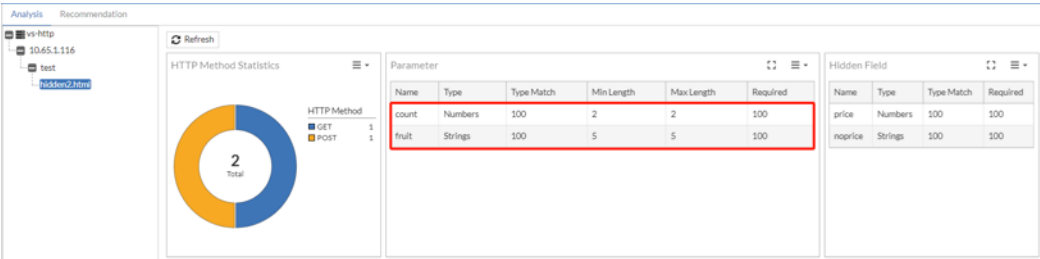 Analysis Recommendation
vs-http
10.65.1.116
test
hidden2.html
Refresh
HTTP Method Statistics
HTTP Method
GET 1
POST 1
2
Total
Parameter
Name Type Type Match Min Length Max Length Required
count Numbers 100 2 2 100
fruit Strings 100 5 5 100
Hidden Field
Name Type Type Match Required
price Numbers 100 100
noprice Strings 100 100